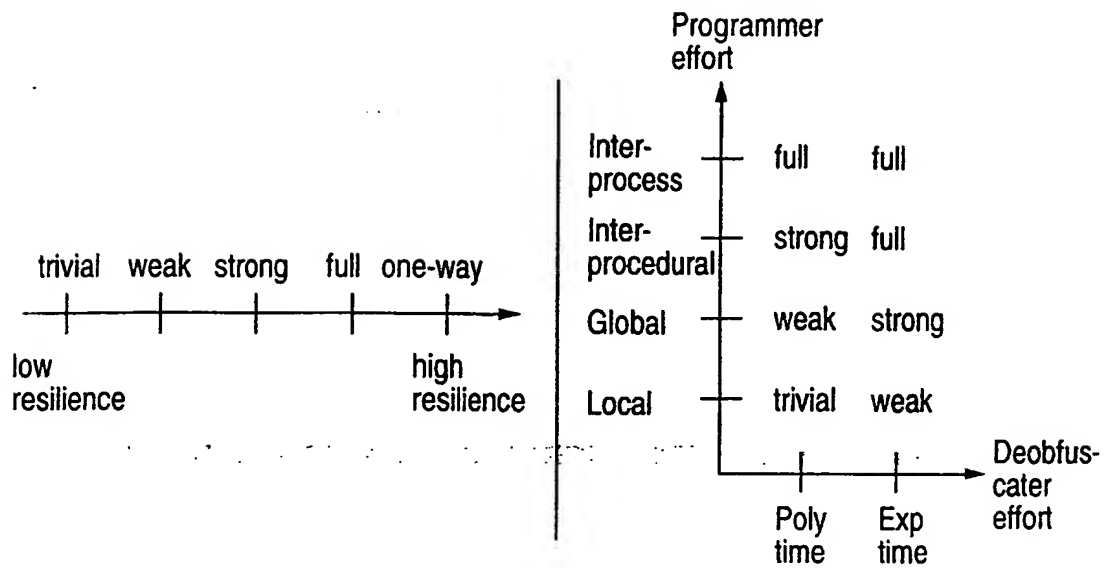 trivial weak strong full one-way
low
resilience
high
resilience
Programmer
effort
Inter-
process
full full
Inter-
procedural
strong full
Global
weak strong
Local
trivial weak
Deobfus-
cater
effort
Poly
time
Exp
time